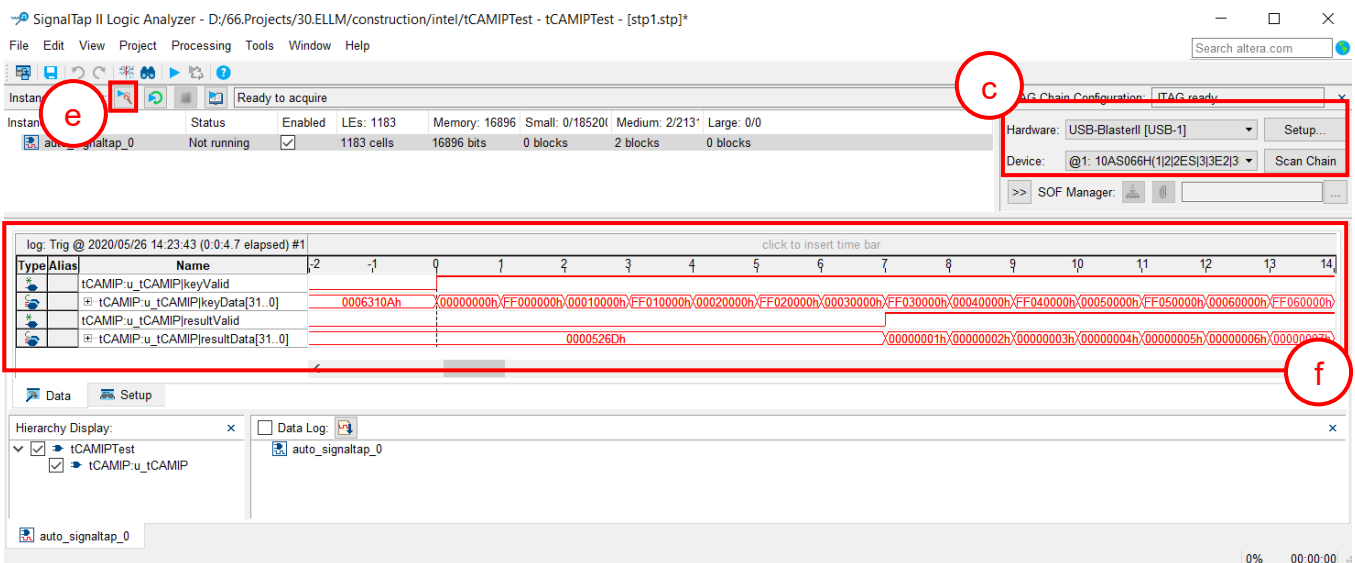 SignalTap II Logic Analyzer - D:/66.Projects/30.ELLM/construction/intel/tCAMIPTest - tCAMIPTest - [stp1.stp]*
File Edit View Project Processing Tools Window Help
Search altera.com
Ready to acquire
c
e
JTAG ready
Status Enabled LEs: 1183 Memory: 16896 Small: 0/18520 Medium: 2/2131 Large: 0/0
Not running 1183 cells 16896 bits 0 blocks 2 blocks 0 blocks
Hardware: USB-BlasterII [USB-1] Setup...
Device: @1: 10AS066H(1|2|2ES|3|3E2|3 Scan Chain
>> SOF Manager: ...
log: Trig @ 2020/05/26 14:23:43 (0:0:4.7 elapsed) #1 click to insert time bar
Type Alias Name -2 -1 0 1 2 3 4 5 6 7 8 9 10 11 12 13 14
tCAMIP:u_tCAMIP|keyValid
tCAMIP:u_tCAMIP|keyData[31..0] 0006310Ah 00000000h FF000000h 00010000h FF010000h 00020000h FF020000h 00030000h FF030000h 00040000h FF040000h 00050000h FF050000h 00060000h FF060000h
tCAMIP:u_tCAMIP|resultValid
tCAMIP:u_tCAMIP|resultData[31..0] 0000526Dh 00000001h 00000002h 00000003h 00000004h 00000005h 00000006h 00000007h
f
Data Setup
Hierarchy Display: Data Log:
tCAMIPTest
tCAMIP:u_tCAMIP
auto_signaltap_0
auto_signaltap_0
0% 00:00:00